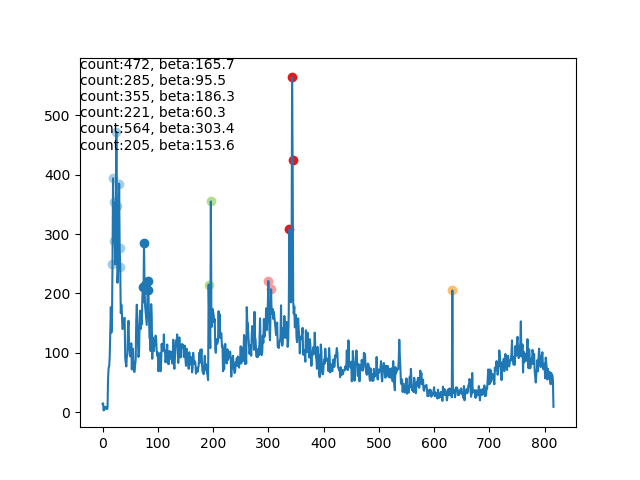 count:472, beta:165.7
count:285, beta:95.5
count:355, beta:186.3
count:221, beta:60.3
count:564, beta:303.4
count:205, beta:153.6
500
400
300
200
100
0
0 100 200 300 400 500 600 700 800